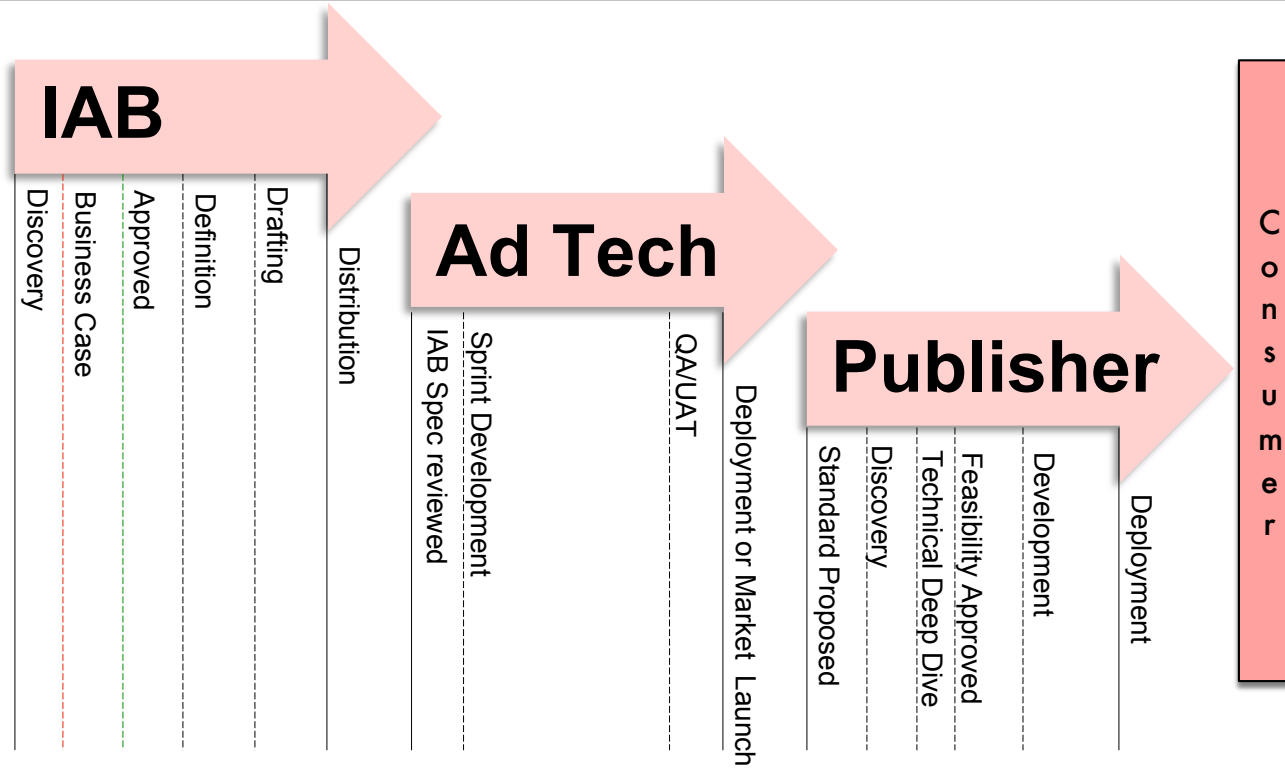 IAB
Discovery
Business Case
Approved
Definition
Drafting
Distribution
Ad Tech
IAB Spec reviewed
Sprint Development
QA/UAT
Deployment or Market Launch
Publisher
Standard Proposed
Discovery
Technical Deep Dive
Feasibility Approved
Development
Deployment
Consumer